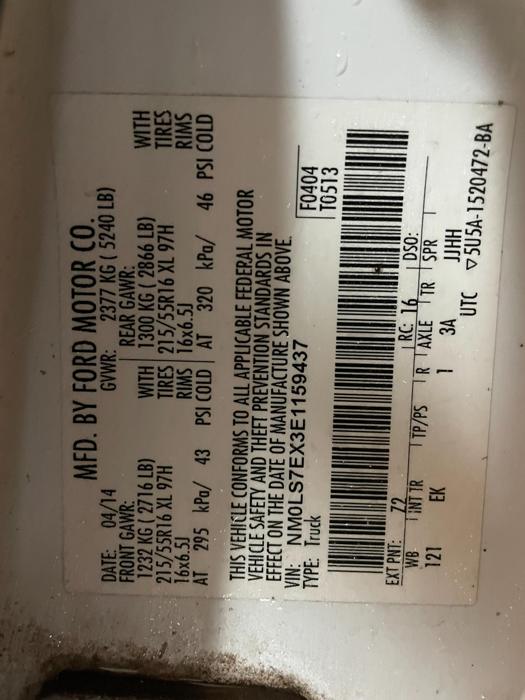 MFD. BY FORD MOTOR CO.
DATE: 04/14 GVWR: 2377 KG ( 5240 LB)
FRONT GAWR: REAR GAWR:
1232 KG ( 2716 LB) WITH 1300 KG ( 2866 LB) WITH
215/55R16 XL 97H TIRES 215/55R16 XL 97H TIRES
16x6.5J RIMS 16x6.5J RIMS
AT 295 kPa/ 43 PSI COLD AT 320 kPa/ 46 PSI COLD
THIS VEHICLE CONFORMS TO ALL APPLICABLE FEDERAL MOTOR
VEHICLE SAFETY AND THEFT PREVENTION STANDARDS IN
EFFECT ON THE DATE OF MANUFACTURE SHOWN ABOVE.
VIN: NM0LS7EX3E1159437 F0404
TYPE: Truck T0513
EXT PNT: Z2 RC: 16 DSO:
WB INT TR TP/PS R AXLE TR SPR
121 EK 1 3A JJHH
UTC ▽5U5A-1520472-BA